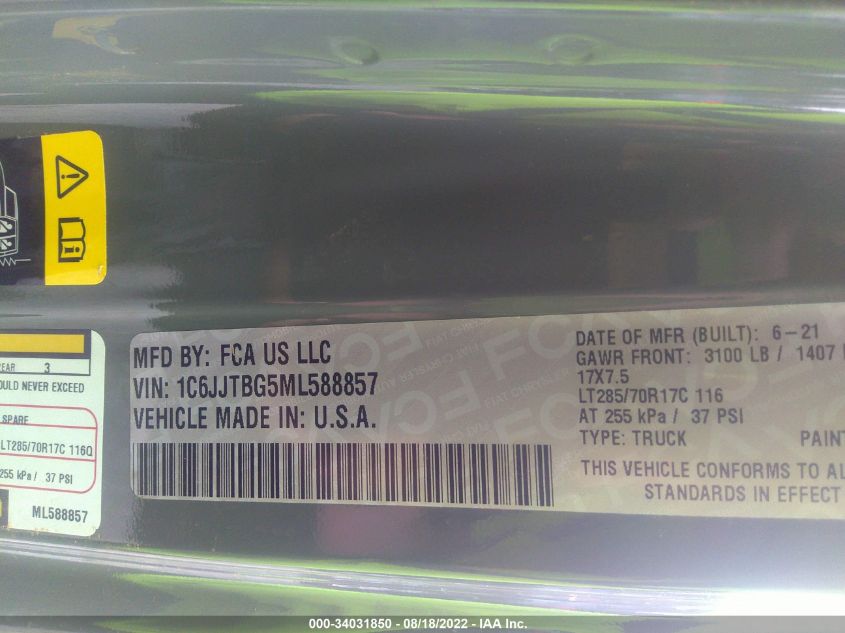 EAR 3
OULD NEVER EXCEED
SPARE
LT285/70R17C 116Q
255 kPa / 37 PSI
ML588857
MFD BY: FCA US LLC
VIN: 1C6JJTBG5ML588857
VEHICLE MADE IN: U.S.A.
DATE OF MFR (BUILT): 6-21
GAWR FRONT: 3100 LB / 1407
17X7.5
LT285/70R17C 116
AT 255 kPa / 37 PSI
TYPE: TRUCK PAIN
THIS VEHICLE CONFORMS TO AL
STANDARDS IN EFFECT
000-34031850 - 08/18/2022 - IAA Inc.